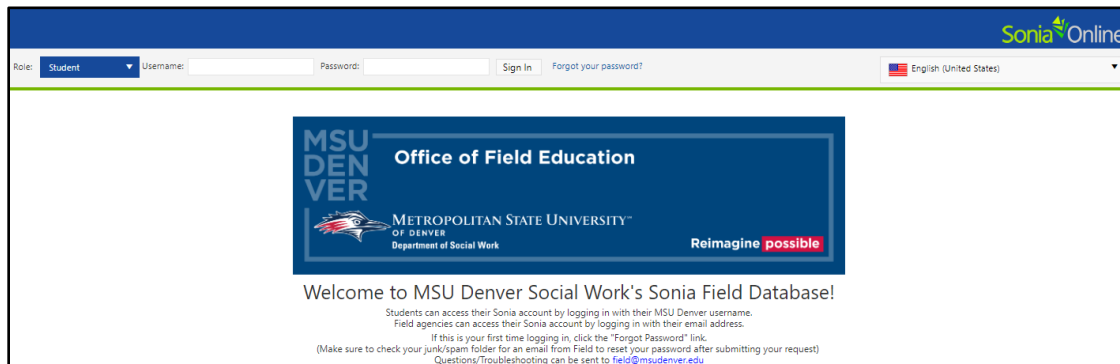 Sonia Online
Role: Student Username: Password: Sign In Forgot your password? English (United States)
MSU
DEN
VER
Office of Field Education
METROPOLITAN STATE UNIVERSITY™
OF DENVER
Department of Social Work
Reimagine possible
Welcome to MSU Denver Social Work's Sonia Field Database!
Students can access their Sonia account by logging in with their MSU Denver username.
Field agencies can access their Sonia account by logging in with their email address.
If this is your first time logging in, click the "Forgot Password" link.
(Make sure to check your junk/spam folder for an email from Field to reset your password after submitting your request)
Questions/Troubleshooting can be sent to field@msudenver.edu